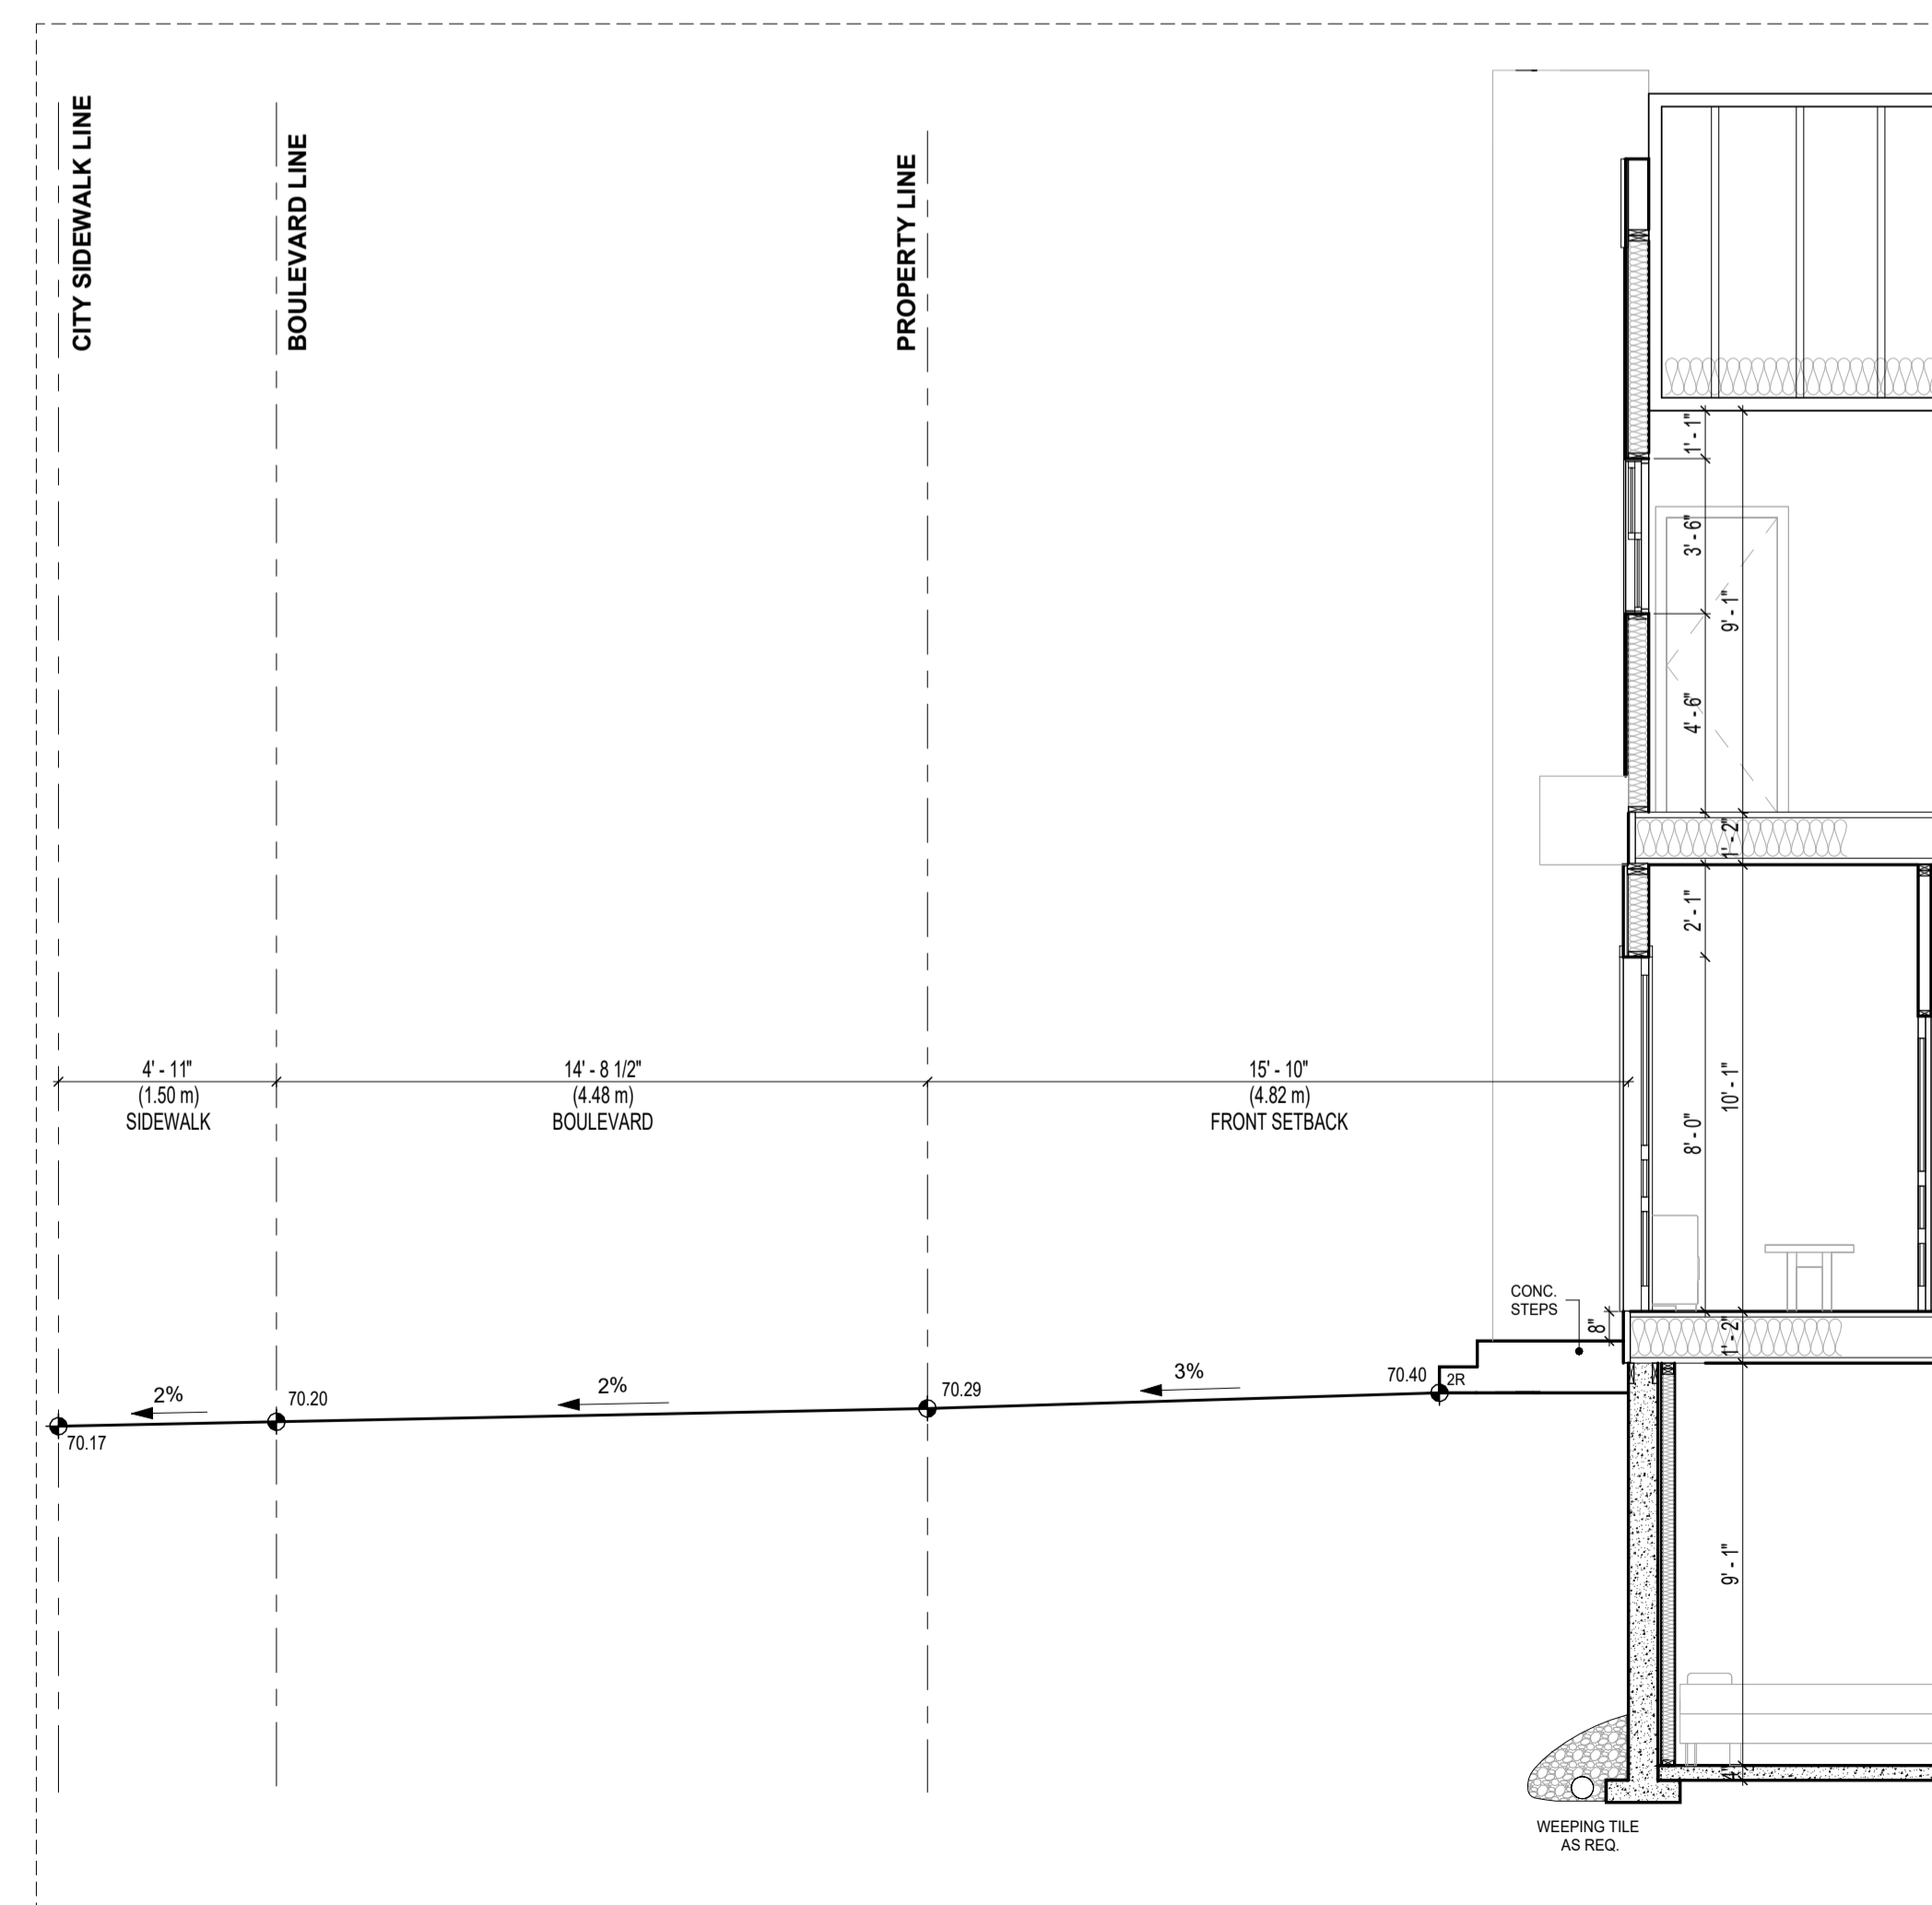 CITY SIDEWALK LINE
BOULEVARD LINE
PROPERTY LINE
1' - 1"
3' - 6"
9' - 1"
4' - 6"
1' - 2"
2' - 1"
4' - 11"
(1.50 m)
SIDEWALK
14' - 8 1/2"
(4.48 m)
BOULEVARD
15' - 10"
(4.82 m)
FRONT SETBACK
10' - 1"
8' - 0"
CONC.
STEPS
8"
1' - 2"
2%
70.17
70.20
2%
70.29
3%
70.40
2R
9' - 1"
4"
WEEPING TILE
AS REQ.